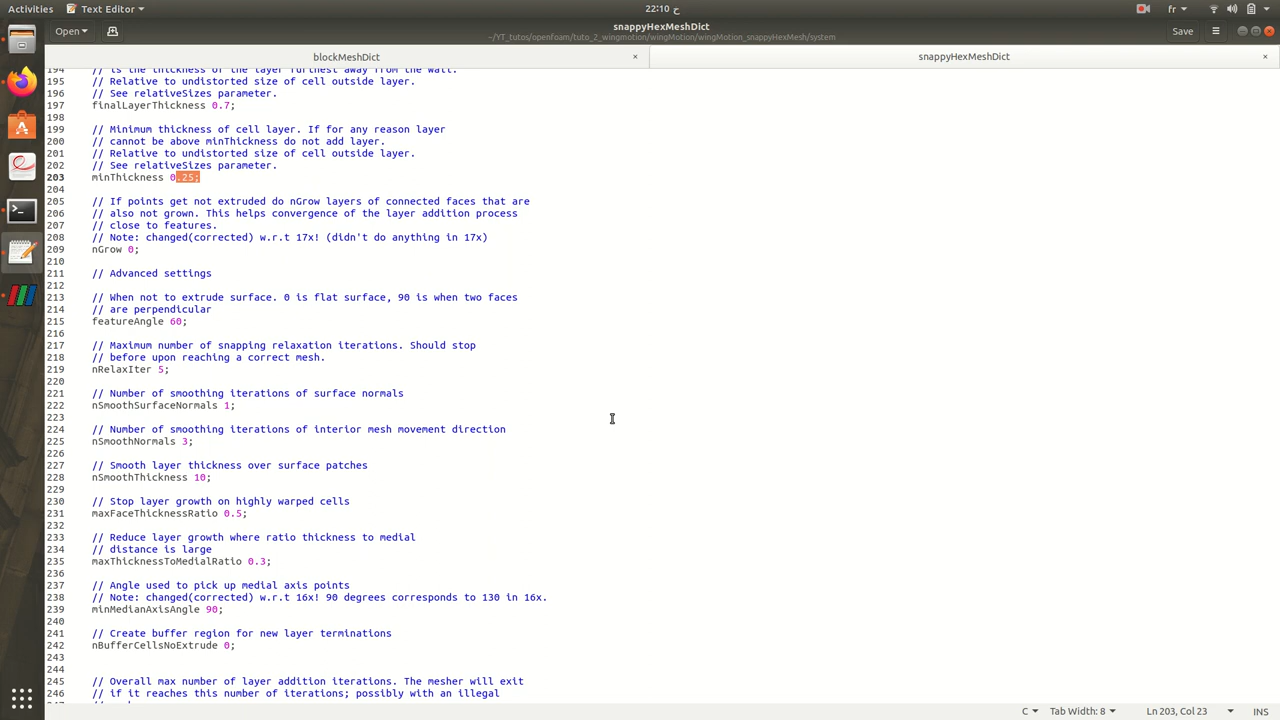 Activities
Text Editor
22:10 ح
fr
Open
snappyHexMeshDict
~/YT_tutos/openfoam/tuto_2_wingmotion/wingMotion/wingMotion_snappyHexMesh/system
Save
blockMeshDict ×
snappyHexMeshDict ×
194 // is the thickness of the layer furthest away from the wall.
195 // Relative to undistorted size of cell outside layer.
196 // See relativeSizes parameter.
197 finalLayerThickness 0.7;
198
199 // Minimum thickness of cell layer. If for any reason layer
200 // cannot be above minThickness do not add layer.
201 // Relative to undistorted size of cell outside layer.
202 // See relativeSizes parameter.
203 minThickness 0.25;
204
205 // If points get not extruded do nGrow layers of connected faces that are
206 // also not grown. This helps convergence of the layer addition process
207 // close to features.
208 // Note: changed(corrected) w.r.t 17x! (didn't do anything in 17x)
209 nGrow 0;
210
211 // Advanced settings
212
213 // When not to extrude surface. 0 is flat surface, 90 is when two faces
214 // are perpendicular
215 featureAngle 60;
216
217 // Maximum number of snapping relaxation iterations. Should stop
218 // before upon reaching a correct mesh.
219 nRelaxIter 5;
220
221 // Number of smoothing iterations of surface normals
222 nSmoothSurfaceNormals 1;
223
224 // Number of smoothing iterations of interior mesh movement direction
225 nSmoothNormals 3;
226
227 // Smooth layer thickness over surface patches
228 nSmoothThickness 10;
229
230 // Stop layer growth on highly warped cells
231 maxFaceThicknessRatio 0.5;
232
233 // Reduce layer growth where ratio thickness to medial
234 // distance is large
235 maxThicknessToMedialRatio 0.3;
236
237 // Angle used to pick up medial axis points
238 // Note: changed(corrected) w.r.t 16x! 90 degrees corresponds to 130 in 16x.
239 minMedianAxisAngle 90;
240
241 // Create buffer region for new layer terminations
242 nBufferCellsNoExtrude 0;
243
244
245 // Overall max number of layer addition iterations. The mesher will exit
246 // if it reaches this number of iterations; possibly with an illegal
C
Tab Width: 8
Ln 203, Col 23
INS